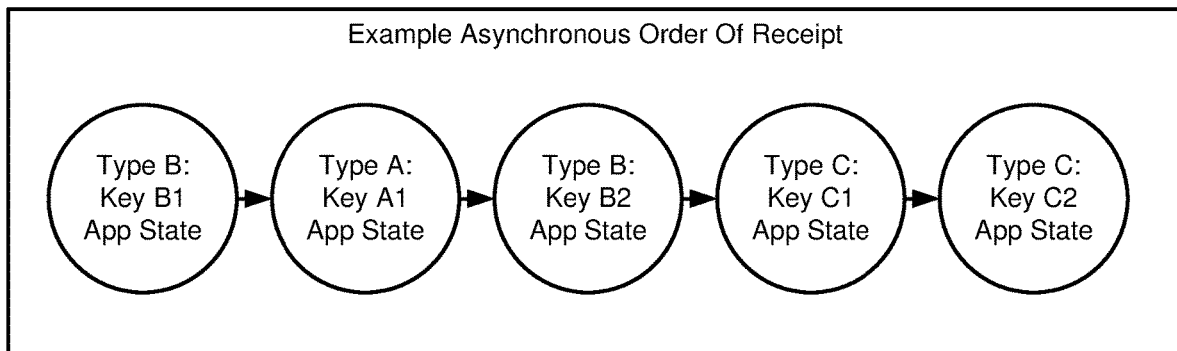 Example Asynchronous Order Of Receipt
Type B:
Key B1
App State
Type A:
Key A1
App State
Type B:
Key B2
App State
Type C:
Key C1
App State
Type C:
Key C2
App State